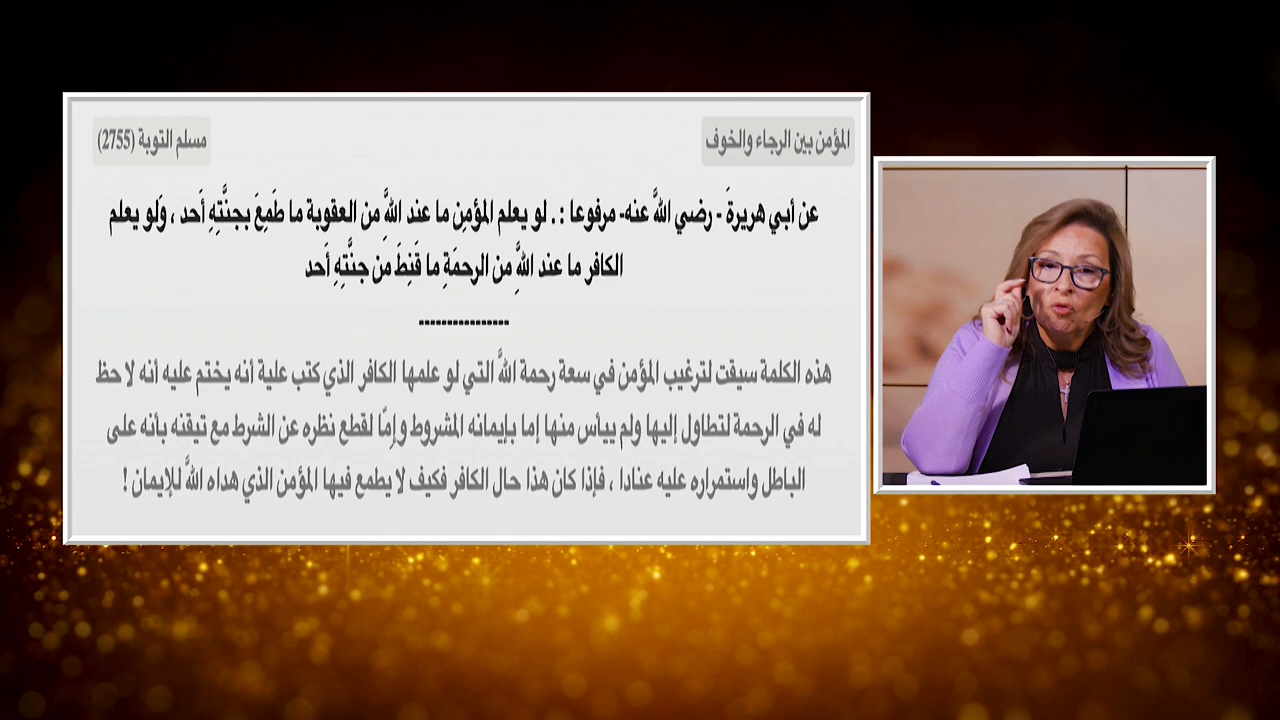 المؤمن بين الرجاء والخوف
مسلم التوبة (2755)
عن أبي هريرةَ - رضي اللهَّ عنه- مرفوعا : . لو يعلم المؤمِن ما عند اللهَّ من العقوبة ما طَمِعَ بجنَّتِهِ أَحد ، وَلو يعلم
الكافر ما عند اللهَّ من الرحمَةِ ما قَنِطَ من جنَّتِهِ أَحد
----------------
هذه الكلمة سيقت لترغيب المؤمن في سعة رحمة اللهَّ التي لو علمها الكافر الذي كتب علية أنه يختم عليه أنه لا حظ
له في الرحمة لتطاول إليها ولم ييأس منها إما بإيمانه المشروط وإمَّا لقطع نظره عن الشرط مع تيقنه بأنه على
الباطل واستمراره عليه عنادا ، فإذا كان هذا حال الكافر فكيف لا يطمع فيها المؤمن الذي هداه اللهَّ للإيمان !